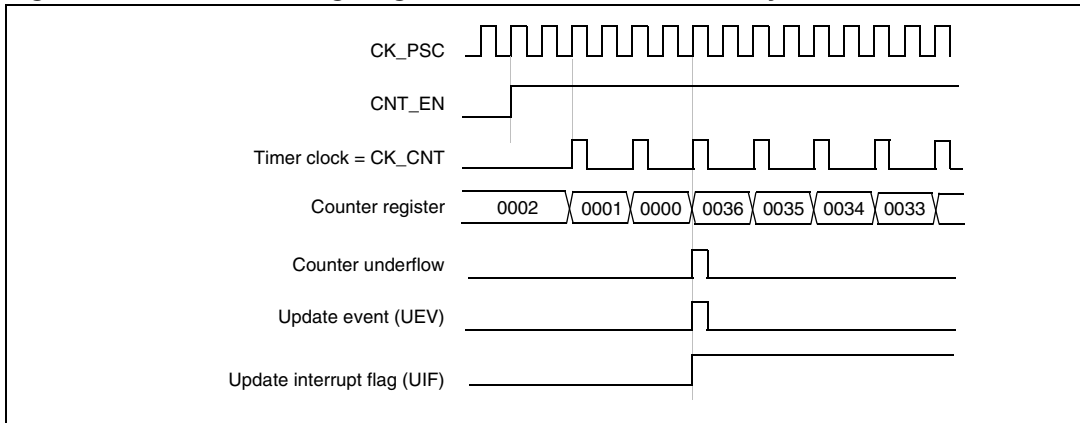 CK_PSC
CNT_EN
Timer clock = CK_CNT
Counter register 0002 0001 0000 0036 0035 0034 0033
Counter underflow
Update event (UEV)
Update interrupt flag (UIF)